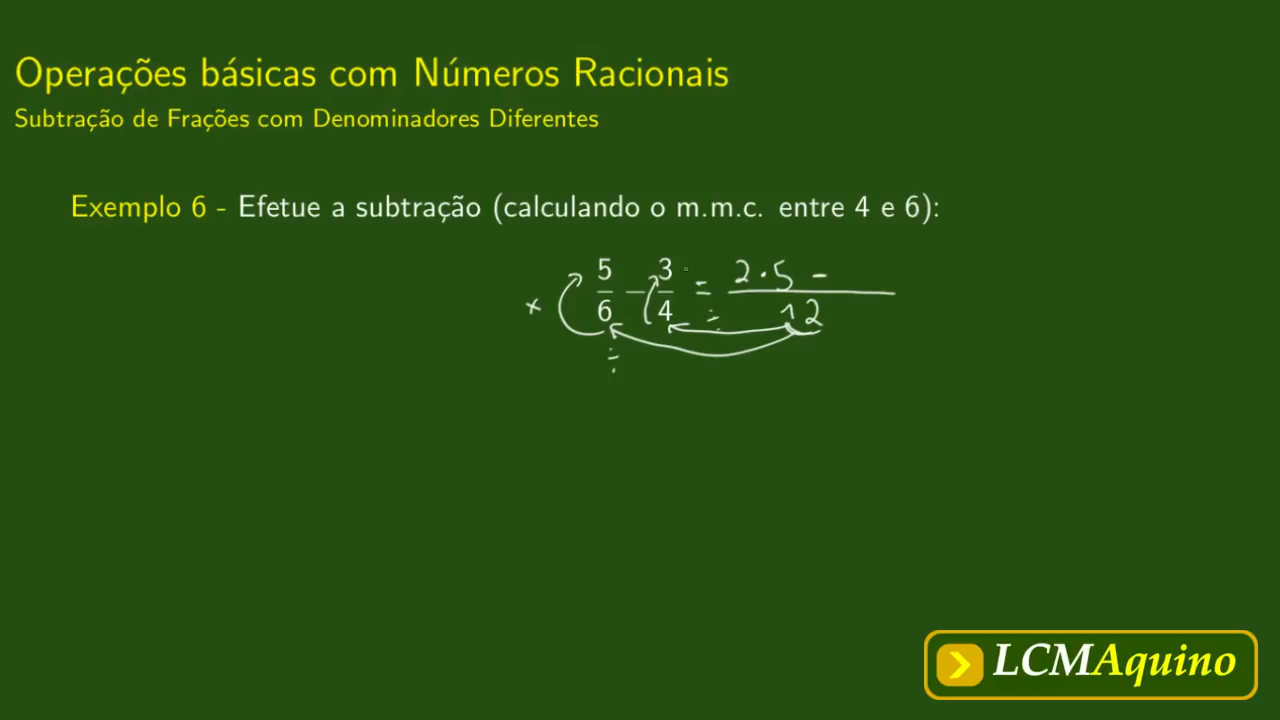 Operações básicas com Números Racionais
Subtração de Frações com Denominadores Diferentes
Exemplo 6 - Efetue a subtração (calculando o m.m.c. entre 4 e 6):
× 5/6 − 3/4 = 2·5 − / 12
÷ ÷
LCMAquino